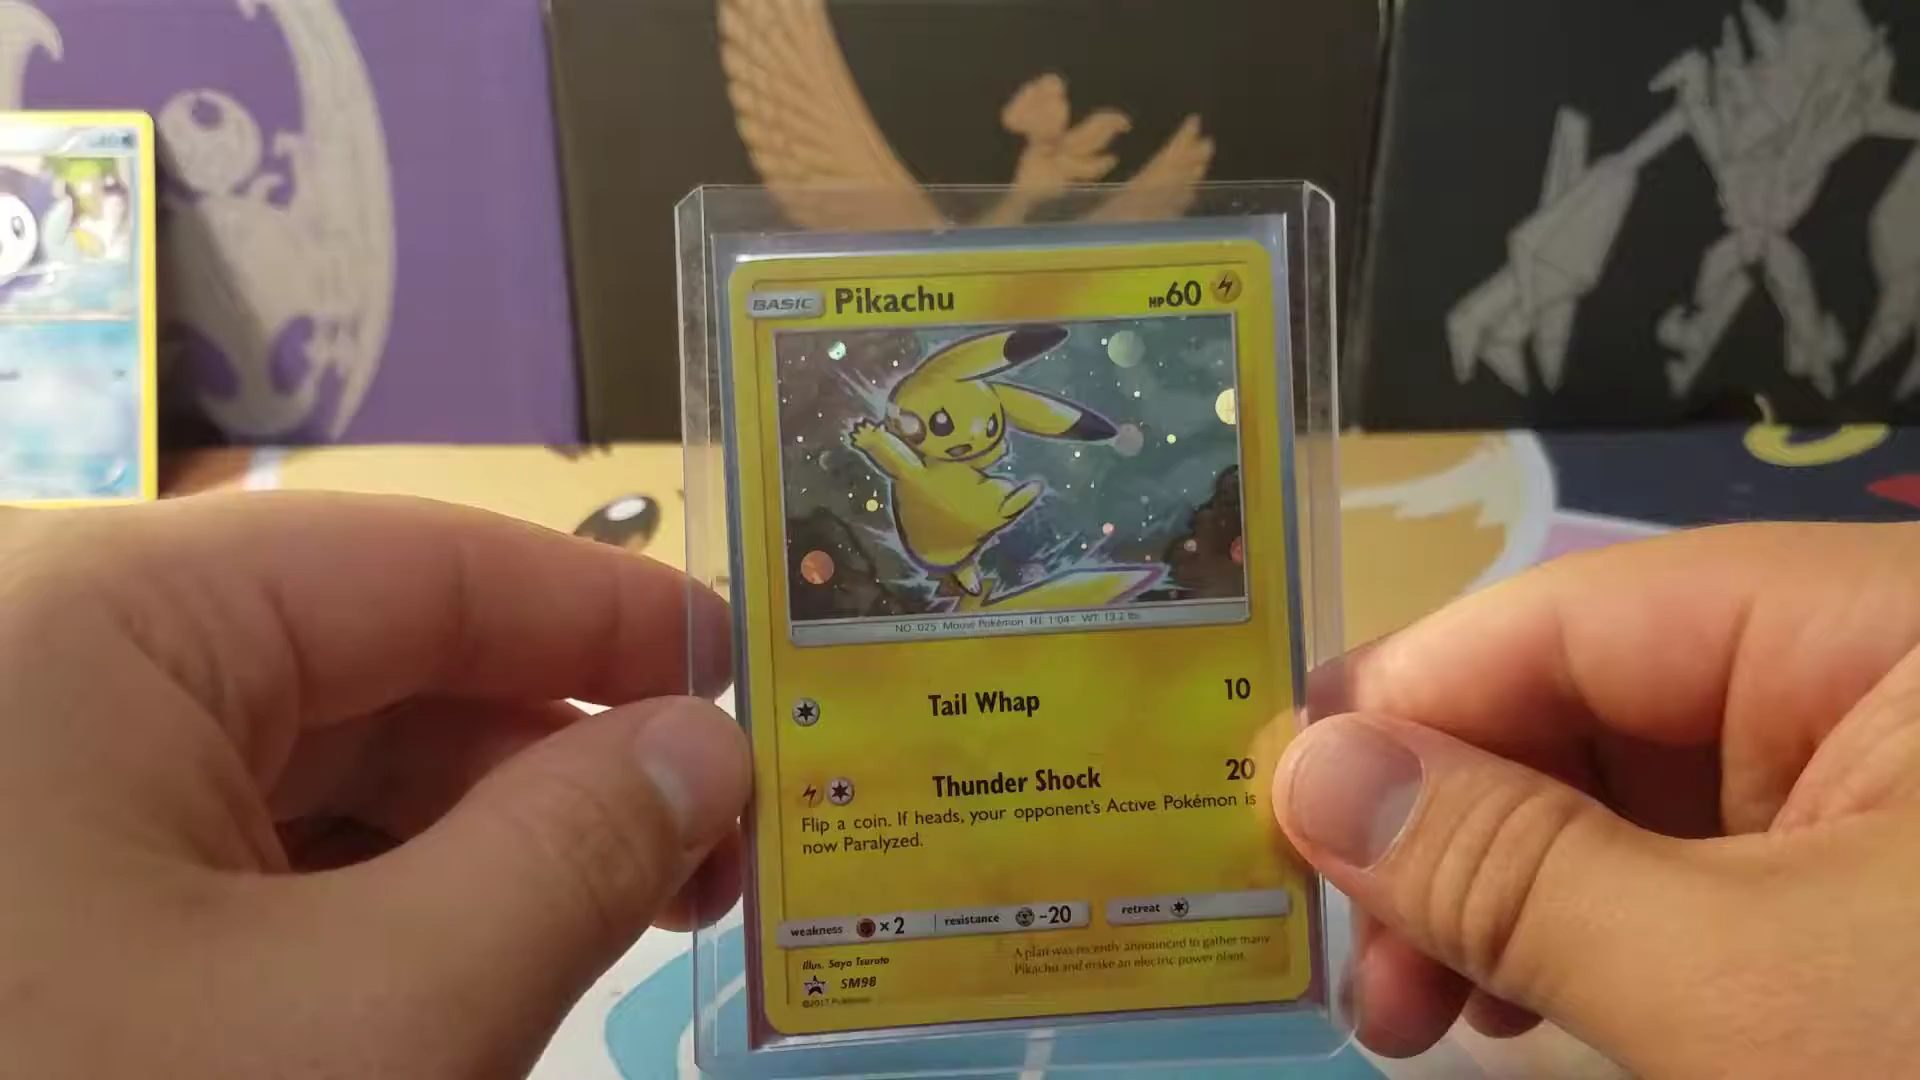 BASIC Pikachu HP60
NO. 025 Mouse Pokémon HT: 1'04" WT: 13.2 lbs.
Tail Whap 10
Thunder Shock 20
Flip a coin. If heads, your opponent's Active Pokémon is
now Paralyzed.
weakness ×2 resistance -20 retreat
A plan was recently announced to gather many
Pikachu and make an electric power plant.
Illus. Saya Tsuruta
SM98
©2017 Pokémon